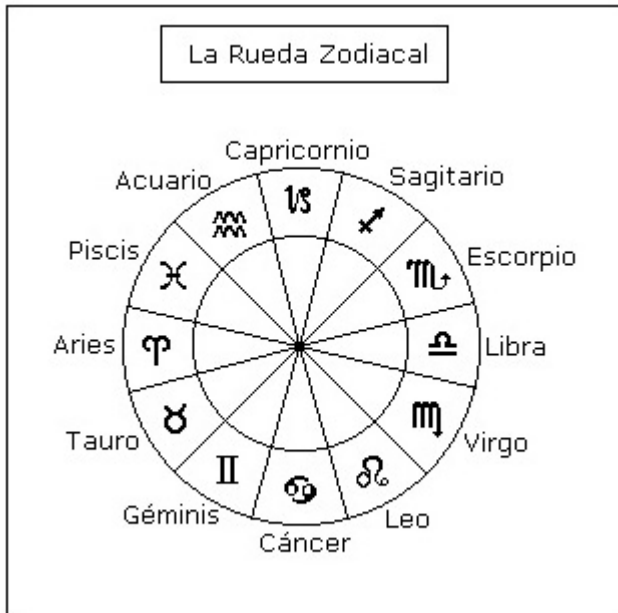 La Rueda Zodiacal
Capricornio
Sagitario
Escorpio
Libra
Virgo
Leo
Cáncer
Géminis
Tauro
Aries
Piscis
Acuario